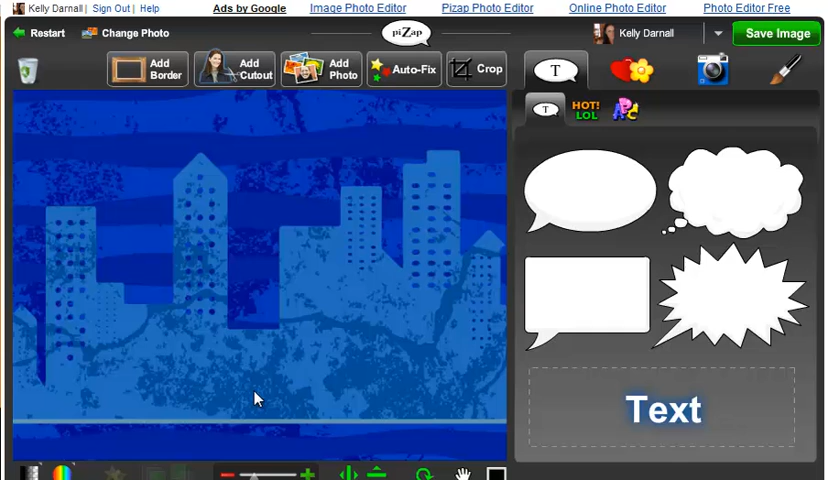 Kelly Darnall | Sign Out | Help
Ads by Google Image Photo Editor Pizap Photo Editor Online Photo Editor Photo Editor Free
Restart Change Photo piZap Kelly Darnall Save Image
Add Border Add Cutout Add Photo Auto-Fix Crop
T
T HOT! LOL
Text